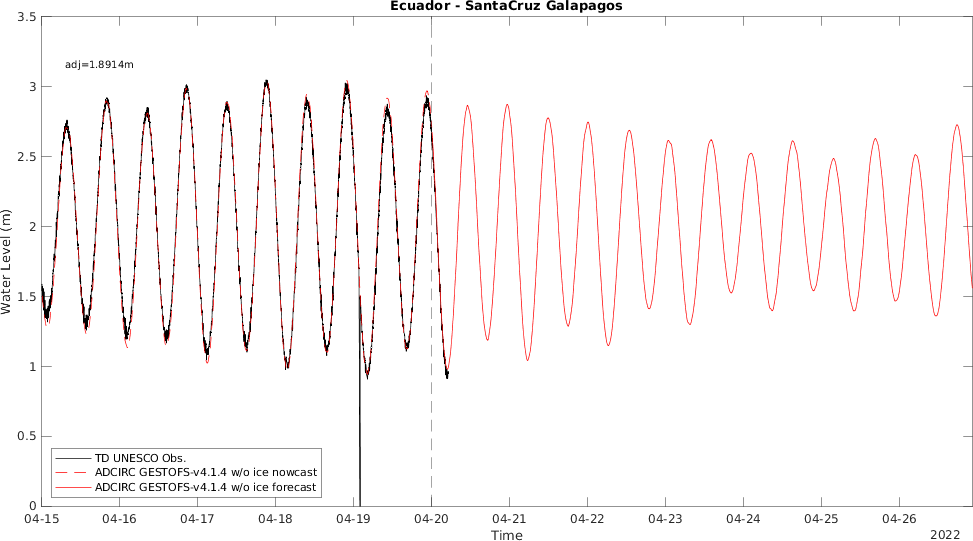 Ecuador - SantaCruz Galapagos
3.5
adj=1.8914m
3
2.5
2
1.5
1
0.5
0
Water Level (m)
TD UNESCO Obs.
ADCIRC GESTOFS-v4.1.4 w/o ice nowcast
ADCIRC GESTOFS-v4.1.4 w/o ice forecast
04-15 04-16 04-17 04-18 04-19 04-20 04-21 04-22 04-23 04-24 04-25 04-26
Time
2022